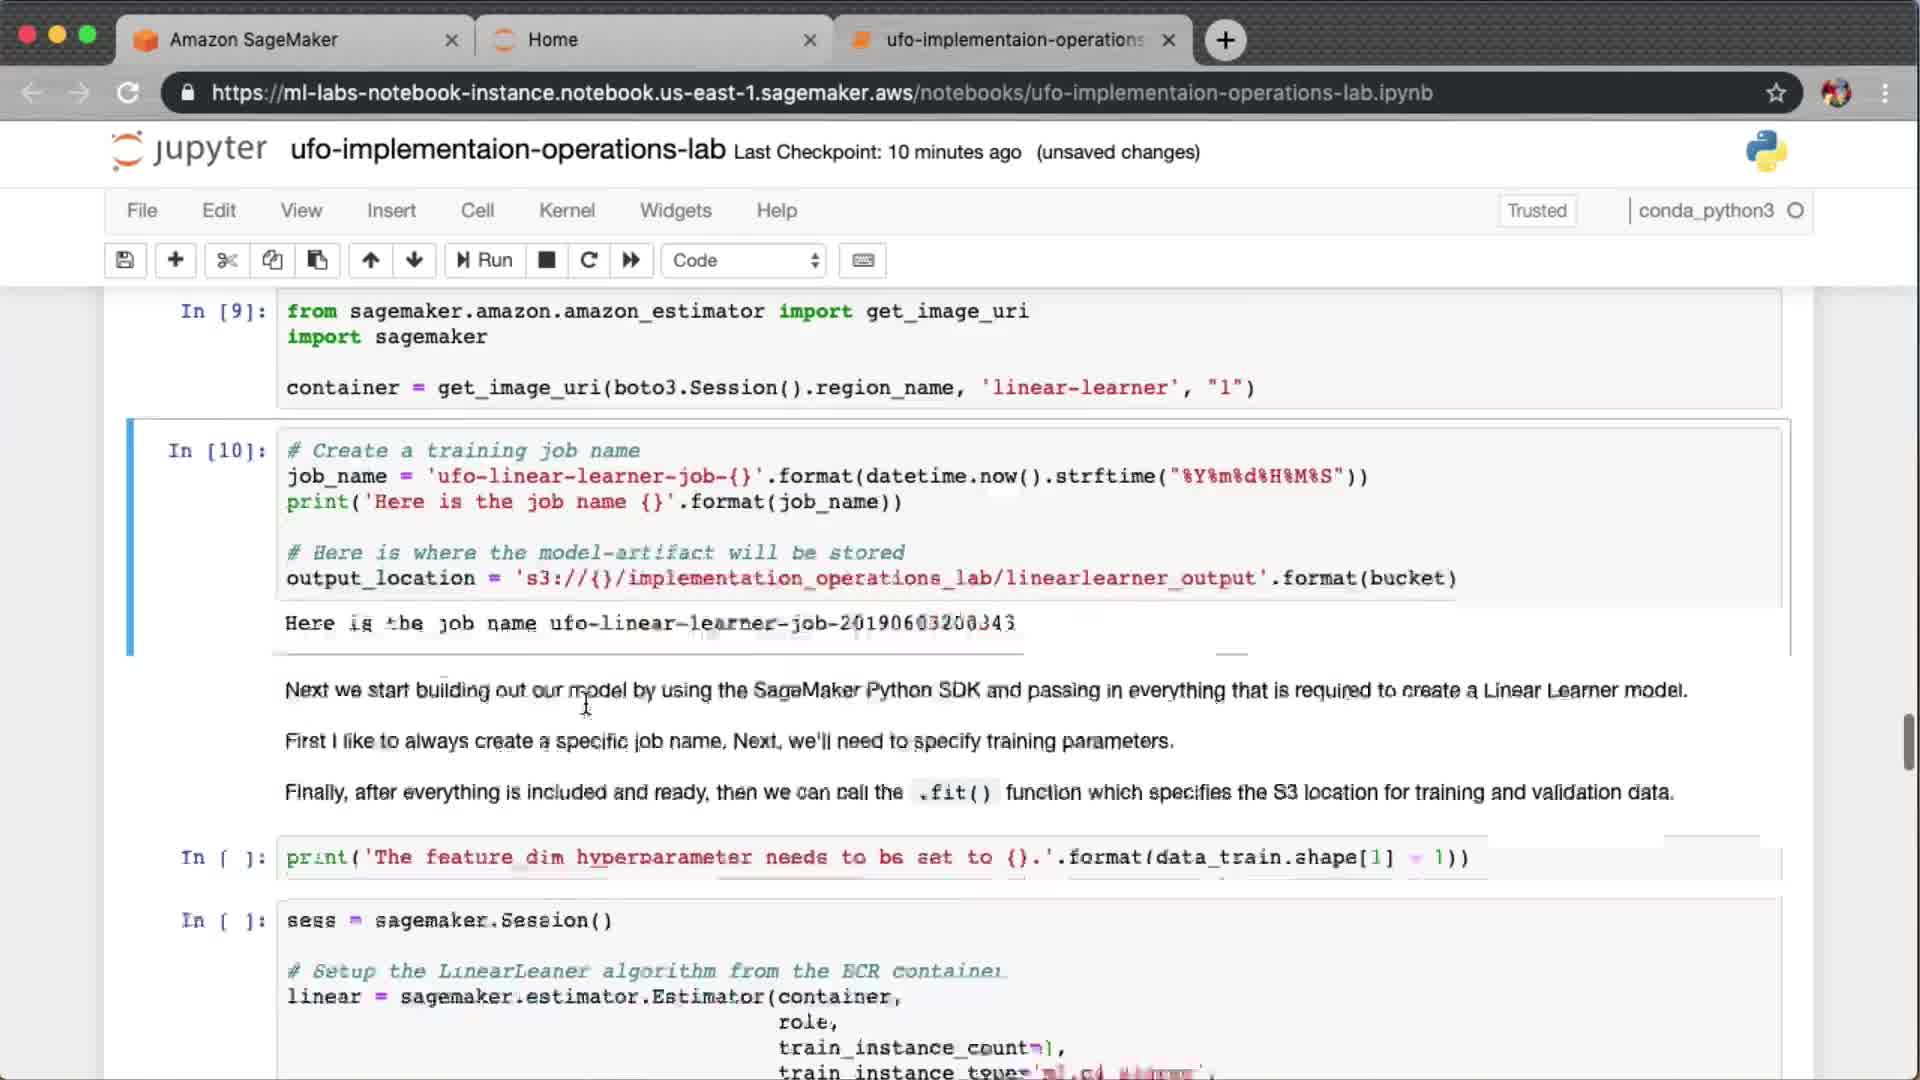 Amazon SageMaker
Home
ufo-implementaion-operations
https://ml-labs-notebook-instance.notebook.us-east-1.sagemaker.aws/notebooks/ufo-implementaion-operations-lab.ipynb
jupyter ufo-implementaion-operations-lab Last Checkpoint: 10 minutes ago (unsaved changes)
File Edit View Insert Cell Kernel Widgets Help Trusted conda_python3
Run Code
In [9]: from sagemaker.amazon.amazon_estimator import get_image_uri
import sagemaker
container = get_image_uri(boto3.Session().region_name, 'linear-learner', "1")
In [10]: # Create a training job name
job_name = 'ufo-linear-learner-job-{}'.format(datetime.now().strftime("%Y%m%d%H%M%S"))
print('Here is the job name {}'.format(job_name))
# Here is where the model-artifact will be stored
output_location = 's3://{}/implementation_operations_lab/linearlearner_output'.format(bucket)
Here is the job name
Next we start building out our model by using the SageMaker Python SDK and passing in everything that is required to create a Linear Learner model.
First I like to always create a specific job name. Next, we'll need to specify training parameters.
Finally, after everything is included and ready, then we can call the .fit() function which specifies the S3 location for training and validation data.
In [ ]: print('The feature_dim hyperparameter needs to be set to {}.'.format(data_train.shape[1] - 1))
In [ ]: sess = sagemaker.Session()
# Setup the LinearLeaner algorithm from the ECR container
linear = sagemaker.estimator.Estimator(container,
role,
train_instance_count=1,
train_instance_type=